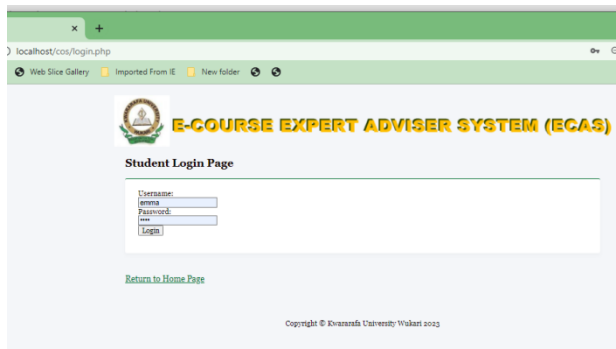 × +
localhost/cos/login.php
Web Slice Gallery Imported From IE New folder
E-COURSE EXPERT ADVISER SYSTEM (ECAS)
Student Login Page
Username:
emma
Password:
••••
Login
Return to Home Page
Copyright © Kwararafa University Wukari 2023